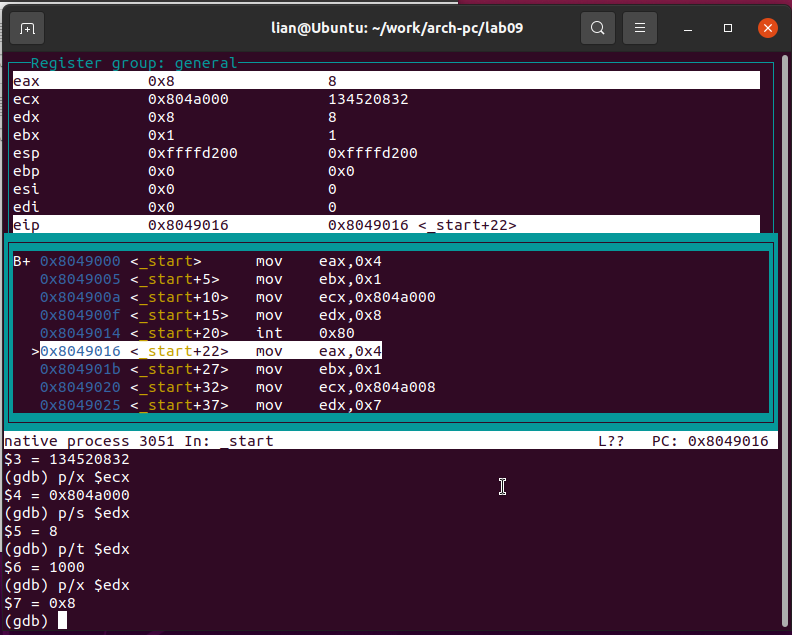 lian@Ubuntu: ~/work/arch-pc/lab09
Register group: general
eax 0x8 8
ecx 0x804a000 134520832
edx 0x8 8
ebx 0x1 1
esp 0xffffd200 0xffffd200
ebp 0x0 0x0
esi 0x0 0
edi 0x0 0
eip 0x8049016 0x8049016 <_start+22>
B+ 0x8049000 <_start> mov eax,0x4
0x8049005 <_start+5> mov ebx,0x1
0x804900a <_start+10> mov ecx,0x804a000
0x804900f <_start+15> mov edx,0x8
0x8049014 <_start+20> int 0x80
>0x8049016 <_start+22> mov eax,0x4
0x804901b <_start+27> mov ebx,0x1
0x8049020 <_start+32> mov ecx,0x804a008
0x8049025 <_start+37> mov edx,0x7
native process 3051 In: _start L?? PC: 0x8049016
$3 = 134520832
(gdb) p/x $ecx
$4 = 0x804a000
(gdb) p/s $edx
$5 = 8
(gdb) p/t $edx
$6 = 1000
(gdb) p/x $edx
$7 = 0x8
(gdb)